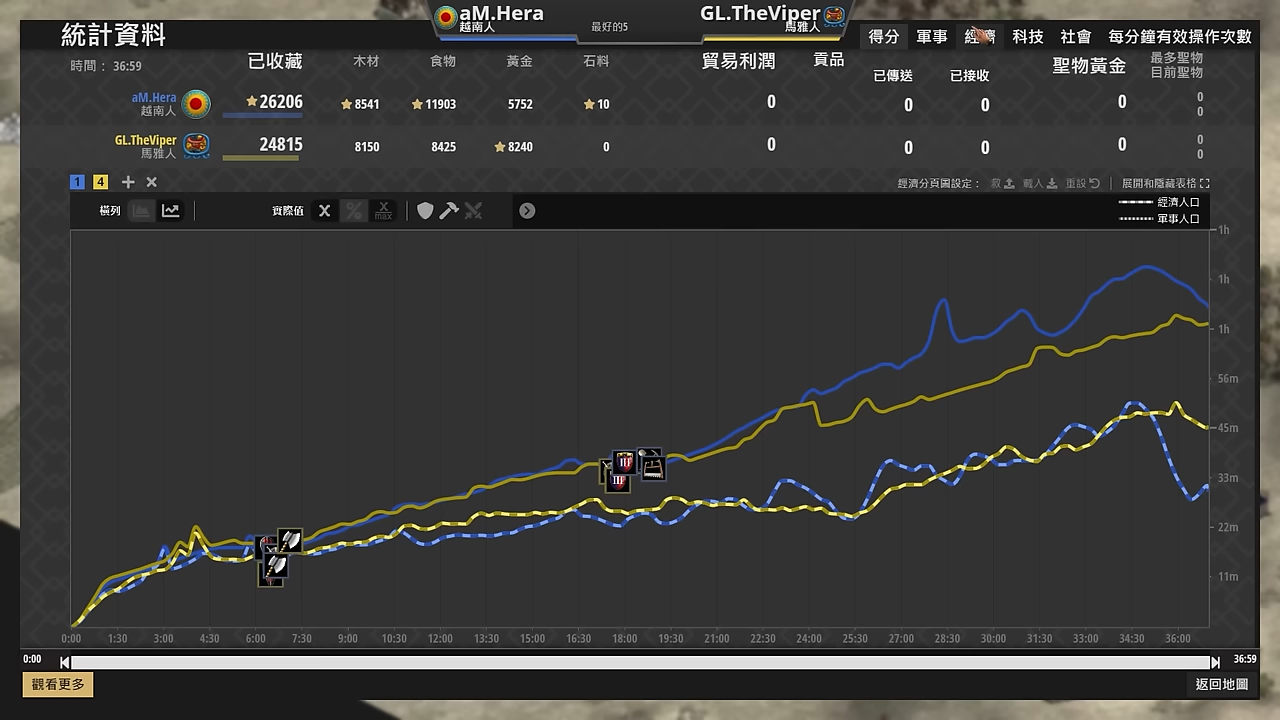 aM.Hera
越南人
最好的5
GL.TheViper
馬雅人
統計資料
得分 軍事 經濟 科技 社會 每分鐘有效操作次數
時間： 36:59
已收藏 木材 食物 黃金 石料 貿易利潤 貢品 已傳送 已接收 聖物黃金 最多聖物
目前聖物
aM.Hera
越南人
26206 8541 11903 5752 10 0 0 0 0 0
0
GL.TheViper
馬雅人
24815 8150 8425 8240 0 0 0 0 0 0
0
1 4
經濟分頁圖設定： 載入 重設 展開和隱藏表格
橫列 實際值 X % X
max
經濟人口
軍事人口
1h
1h
1h
56m
45m
33m
22m
11m
III
III
0:00 1:30 3:00 4:30 6:00 7:30 9:00 10:30 12:00 13:30 15:00 16:30 18:00 19:30 21:00 22:30 24:00 25:30 27:00 28:30 30:00 31:30 33:00 34:30 36:00
0:00 36:59
觀看更多 返回地圖